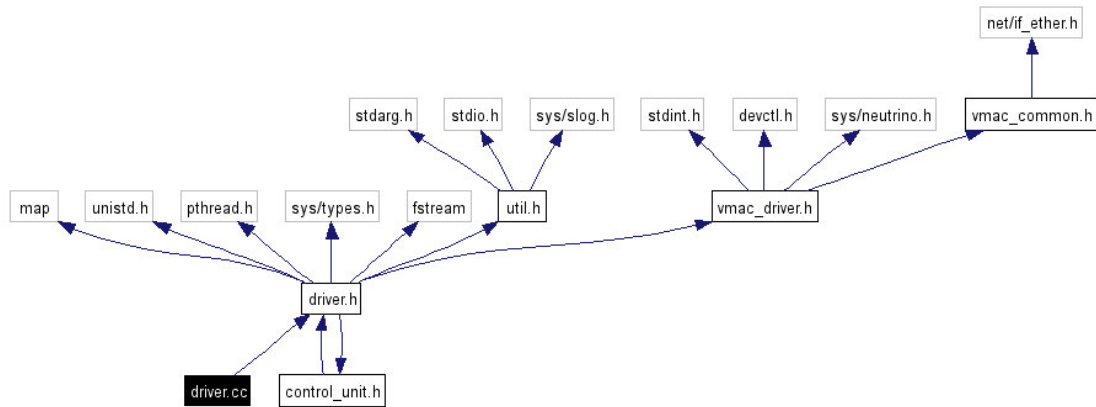 net/if_ether.h
stdarg.h
stdio.h
sys/slog.h
stdint.h
devctl.h
sys/neutrino.h
vmac_common.h
map
unistd.h
pthread.h
sys/types.h
fstream
util.h
vmac_driver.h
driver.h
driver.cc
control_unit.h